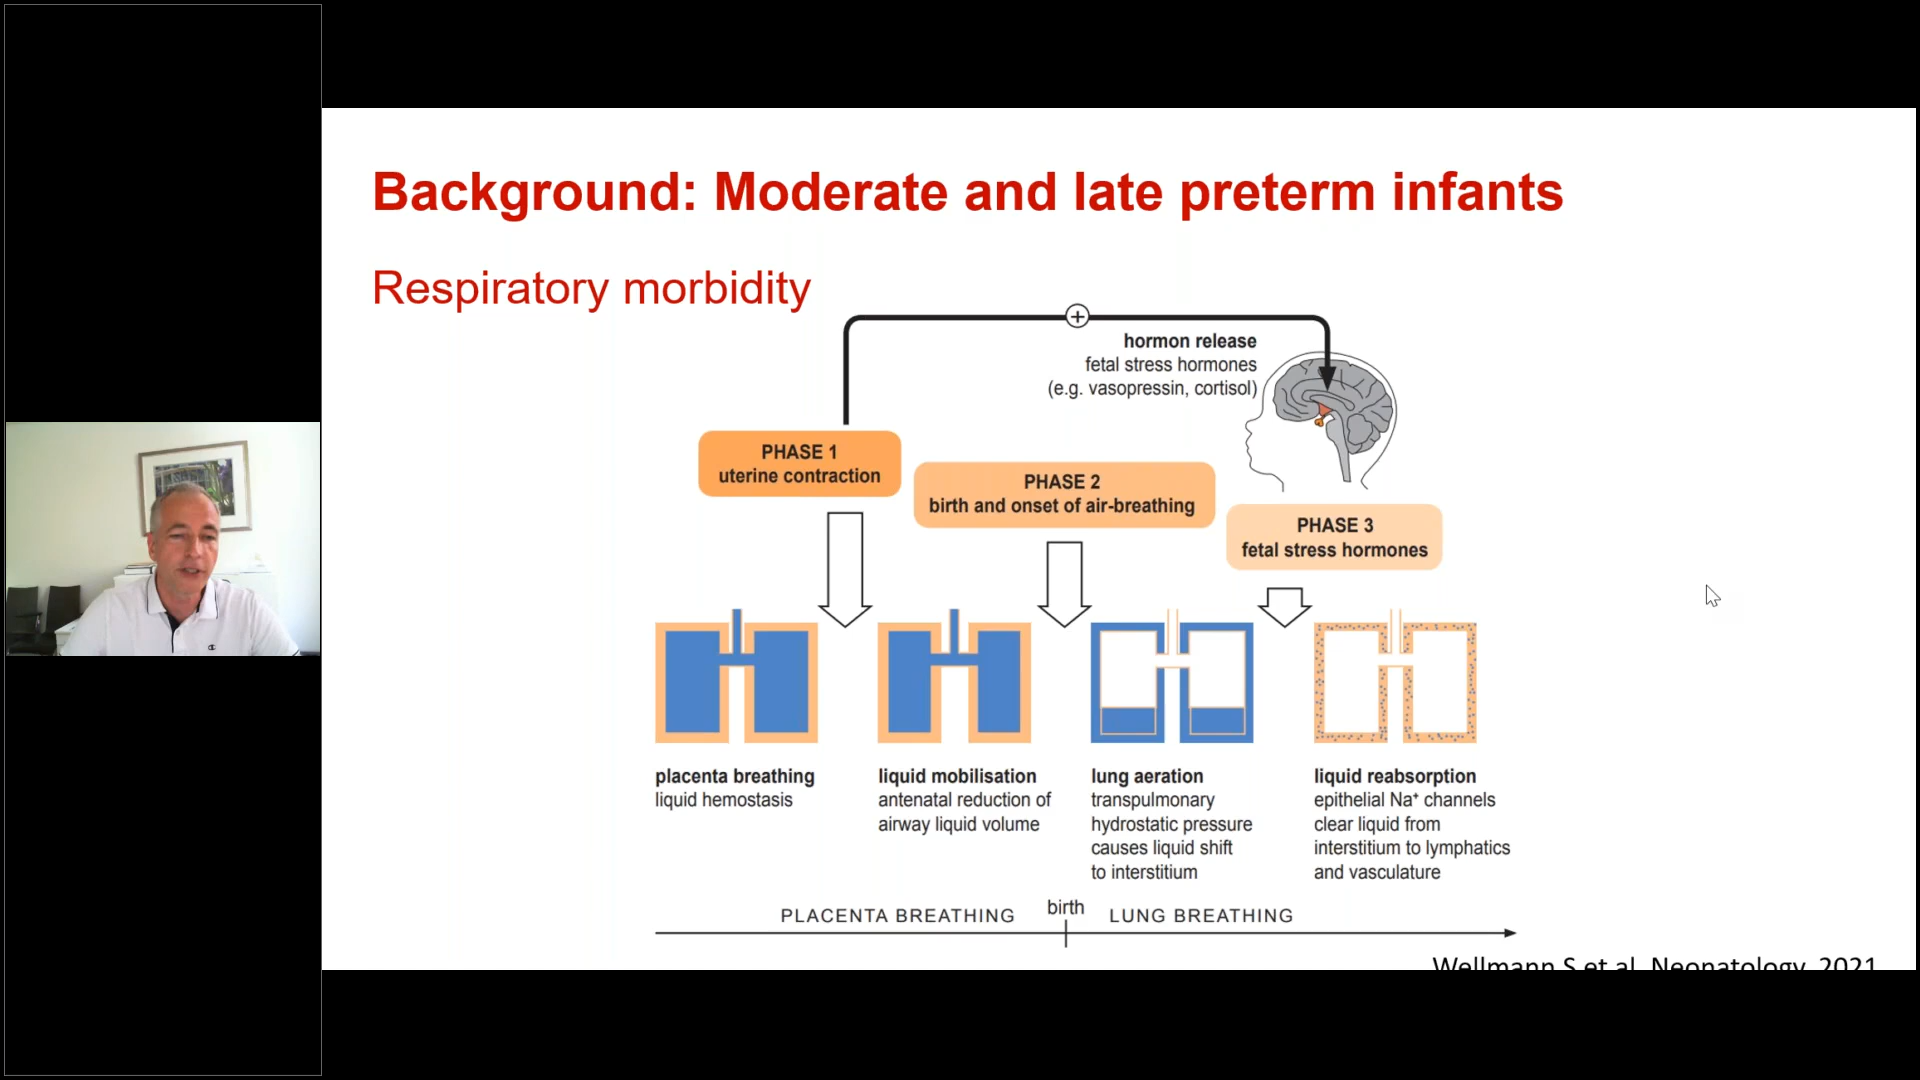 Background: Moderate and late preterm infants
Respiratory morbidity
+
hormon release
fetal stress hormones
(e.g. vasopressin, cortisol)
PHASE 1
uterine contraction
PHASE 2
birth and onset of air-breathing
PHASE 3
fetal stress hormones
placenta breathing
liquid hemostasis
liquid mobilisation
antenatal reduction of
airway liquid volume
lung aeration
transpulmonary
hydrostatic pressure
causes liquid shift
to interstitium
liquid reabsorption
epithelial Na⁺ channels
clear liquid from
interstitium to lymphatics
and vasculature
PLACENTA BREATHING
birth
LUNG BREATHING
Wellmann S et al. Neonatology, 2021